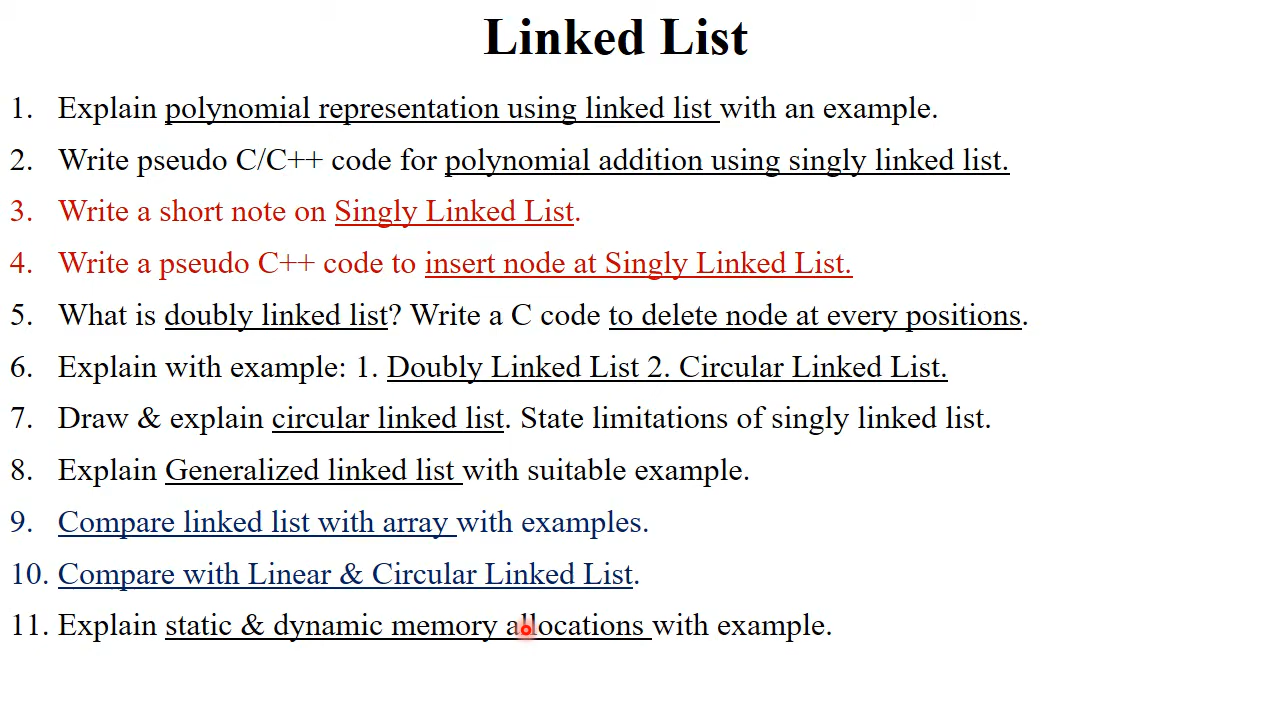 Linked List
1. Explain polynomial representation using linked list with an example.
2. Write pseudo C/C++ code for polynomial addition using singly linked list.
3. Write a short note on Singly Linked List.
4. Write a pseudo C++ code to insert node at Singly Linked List.
5. What is doubly linked list? Write a C code to delete node at every positions.
6. Explain with example: 1. Doubly Linked List 2. Circular Linked List.
7. Draw & explain circular linked list. State limitations of singly linked list.
8. Explain Generalized linked list with suitable example.
9. Compare linked list with array with examples.
10. Compare with Linear & Circular Linked List.
11. Explain static & dynamic memory allocations with example.